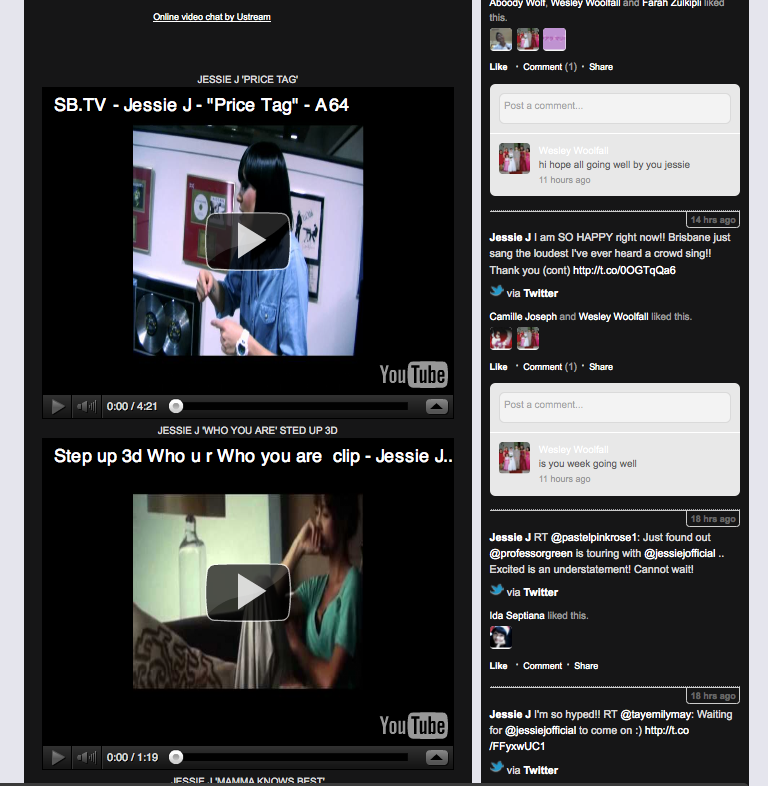 Online video chat by Ustream
JESSIE J 'PRICE TAG'
SB.TV - Jessie J - "Price Tag" - A64
YouTube
0:00 / 4:21
JESSIE J 'WHO YOU ARE' STED UP 3D
Step up 3d Who u r Who you are clip - Jessie J..
YouTube
0:00 / 1:19
JESSIE J 'MAMMA KNOWS BEST'
Aboody Wolf, Wesley Woolfall and Farah Zulkipli liked
this.
Like · Comment (1) · Share
Post a comment...
Wesley Woolfall
hi hope all going well by you jessie
11 hours ago
14 hrs ago
Jessie J I am SO HAPPY right now!! Brisbane just
sang the loudest I've ever heard a crowd sing!!
Thank you (cont) http://t.co/0OGTqQa6
via Twitter
Camille Joseph and Wesley Woolfall liked this.
Like · Comment (1) · Share
Post a comment...
Wesley Woolfall
is you week going well
11 hours ago
18 hrs ago
Jessie J RT @pastelpinkrose1: Just found out
@professorgreen is touring with @jessiejofficial ..
Excited is an understatement! Cannot wait!
via Twitter
Ida Septiana liked this.
Like · Comment · Share
18 hrs ago
Jessie J I'm so hyped!! RT @tayemilymay: Waiting
for @jessiejofficial to come on :) http://t.co
/FFyxwUC1
via Twitter